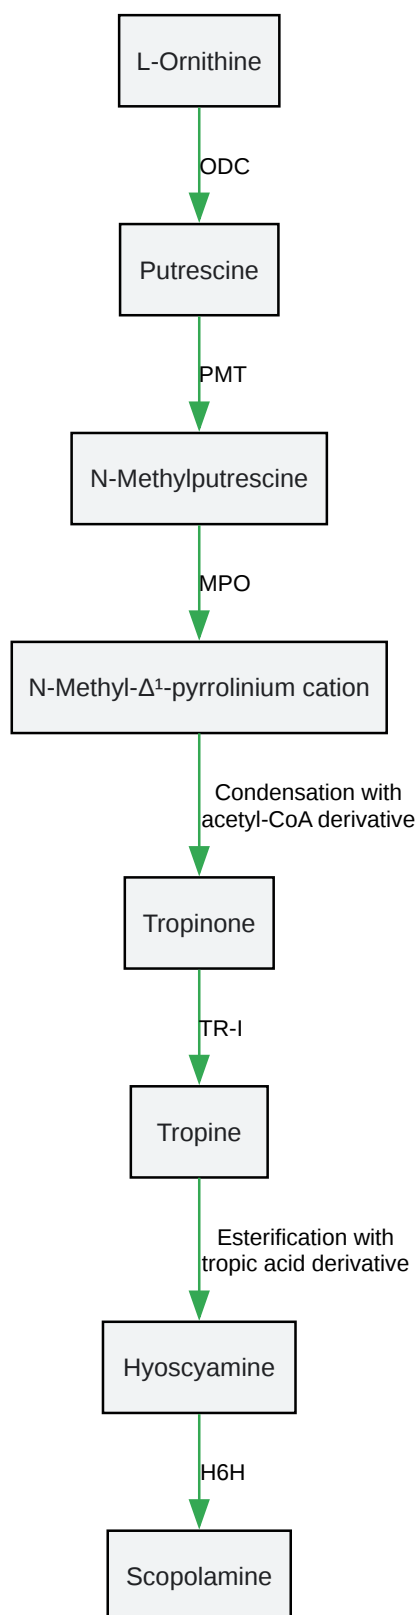 L-Ornithine
ODC
Putrescine
PMT
N-Methylputrescine
MPO
N-Methyl-Δ¹-pyrrolinium cation
Condensation with
acetyl-CoA derivative
Tropinone
TR-I
Tropine
Esterification with
tropic acid derivative
Hyoscyamine
H6H
Scopolamine